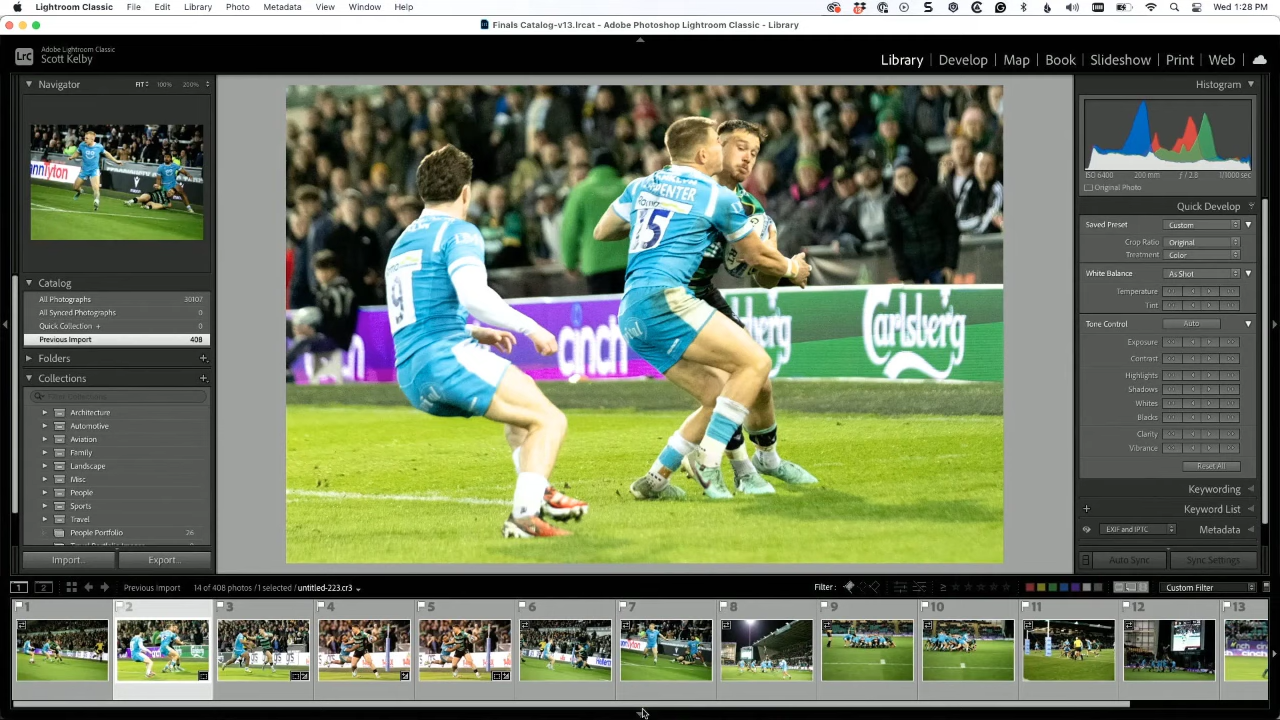 Lightroom Classic File Edit Library Photo Metadata View Window Help Wed 1:28 PM
Finals Catalog-v13.lrcat - Adobe Photoshop Lightroom Classic - Library
LrC Adobe Lightroom Classic
Scott Kelby
Library | Develop | Map | Book | Slideshow | Print | Web
Navigator FIT 100% 200%
Catalog
All Photographs 30107
All Synced Photographs 0
Quick Collection + 0
Previous Import 408
Folders +
Collections +
Architecture
Automotive
Aviation
Family
Landscape
Misc
People
Sports
Travel
People Portfolio 26
Import... Export...
15
9
cinch
Carlsberg
Histogram
ISO 6400 200 mm f / 2.8 1/1000 sec
Original Photo
Quick Develop
Saved Preset Custom
Crop Ratio Original
Treatment Color
White Balance As Shot
Temperature
Tint
Tone Control Auto
Exposure
Contrast
Highlights
Shadows
Whites
Blacks
Clarity
Vibrance
Reset All
Keywording
+ Keyword List
EXIF and IPTC Metadata
Auto Sync Sync Settings
1 2 Previous Import 14 of 408 photos / 1 selected / untitled-223.cr3 Filter : Custom Filter
1 2 3 4 5 6 7 8 9 10 11 12 13